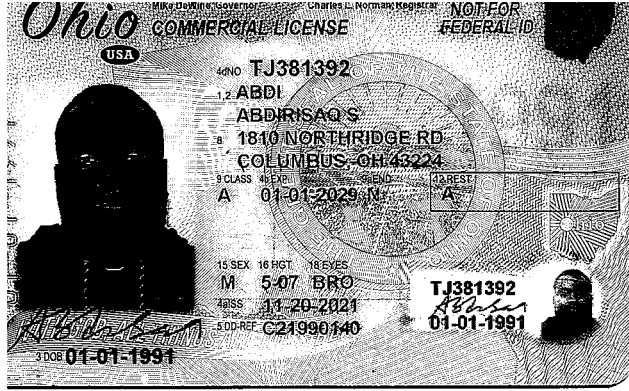 Ohio
USA
Mike DeWine, Governor Charles L. Norman, Registrar
COMMERCIAL LICENSE
NOT FOR
FEDERAL ID
4dNO TJ381392
1,2 ABDI
ABDIRISAQ S
8 1810 NORTHRIDGE RD
COLUMBUS, OH 43224
9 CLASS 4b EXP 9a END 12 REST
A 01-01-2029 N A
15 SEX 16 HGT 18 EYES
M 5-07 BRO
4a ISS 11-20-2021
5 DD-REF C21990140
3 DOB 01-01-1991
TJ381392
01-01-1991